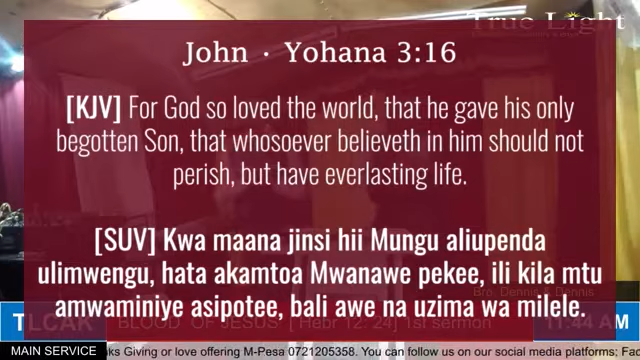 True Light
John · Yohana 3:16
[KJV] For God so loved the world, that he gave his only
begotten Son, that whosoever believeth in him should not
perish, but have everlasting life.
[SUV] Kwa maana jinsi hii Mungu aliupenda
ulimwengu, hata akamtoa Mwanawe pekee, ili kila mtu
amwaminiye asipotee, bali awe na uzima wa milele.
Bro. Dennis
TLCAK
BLOOD OF JESUS [Hebr 12: 24] 1st sermon
11:44 AM
MAIN SERVICE
ks Giving or love offering M-Pesa 0721205358. You can follow us on our social media platforms; Fa